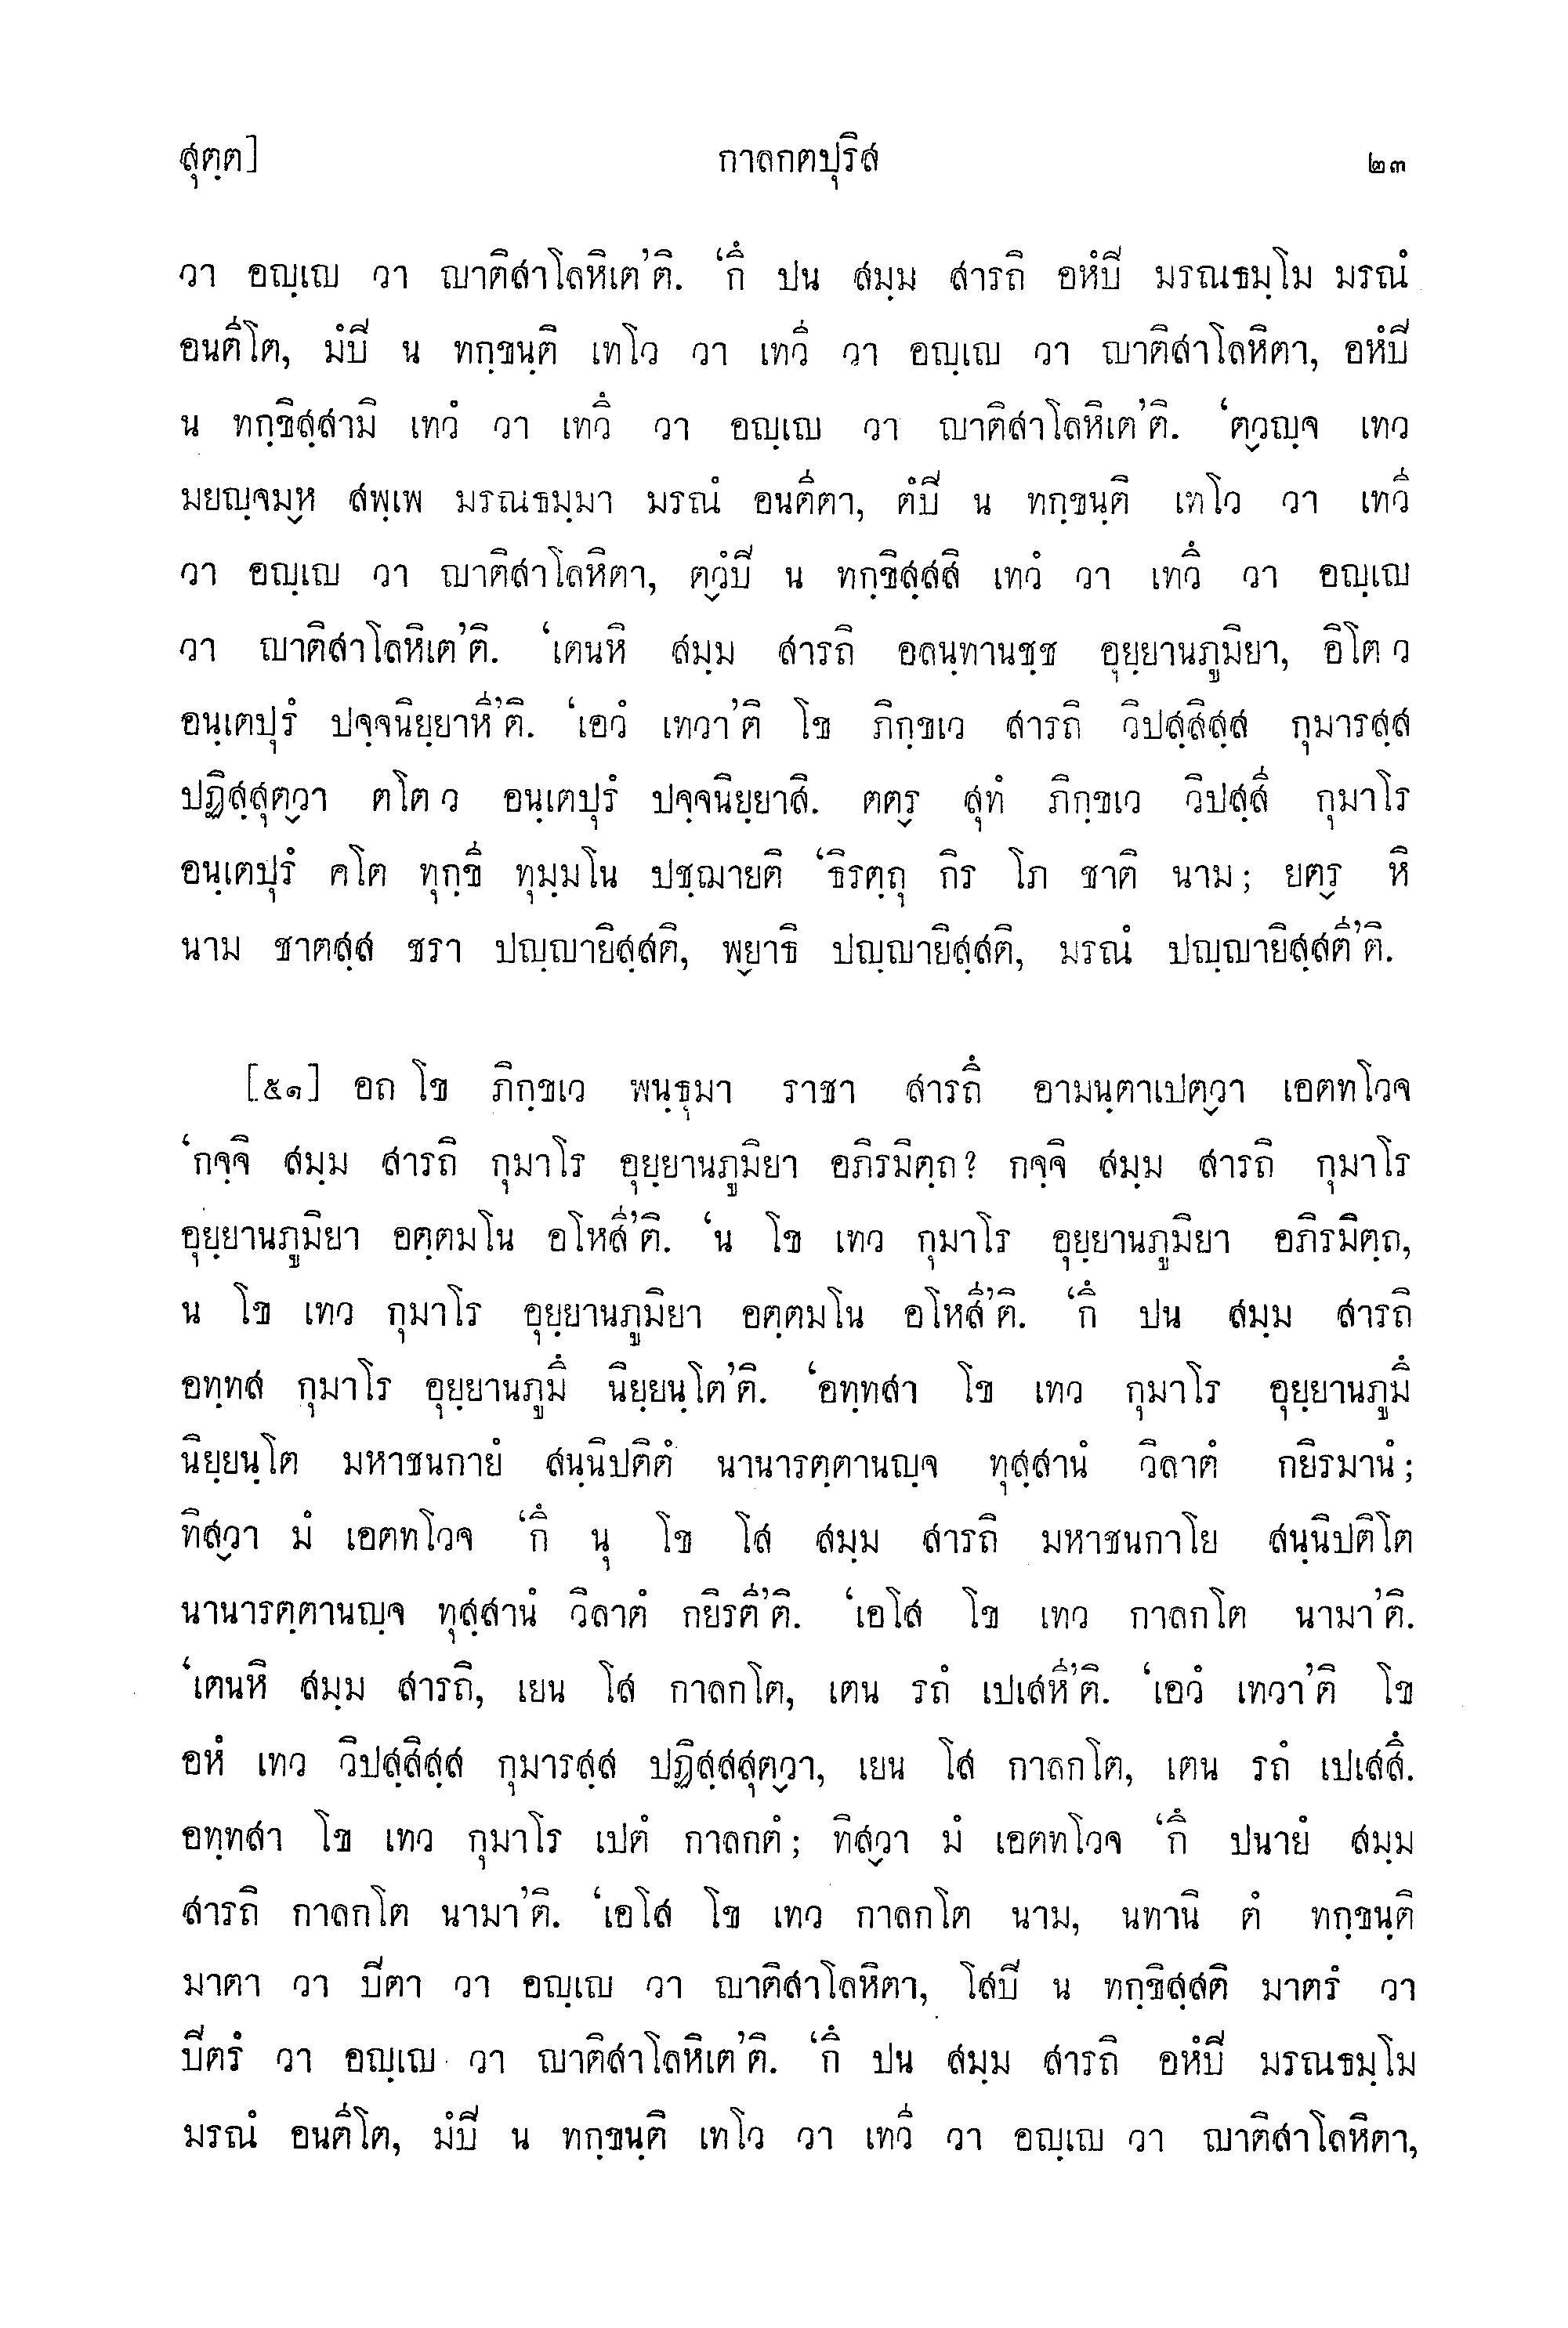 สุตฺต] กาลกตปุริส ๒๓
วา อญฺเญ วา ญาติสาโลหิเต’ติ. ‘กึ ปน สมฺม สารถิ อหํปิ มรณธมฺโม มรณํ
อนตีโต, มํปิ น ทกฺขนฺติ เทโว วา เทวี วา อญฺเญ วา ญาติสาโลหิตา, อหํปิ
น ทกฺขิสฺสามิ เทวํ วา เทวึ วา อญฺเญ วา ญาติสาโลหิเต’ติ. ‘ตฺวญฺจ เทว
มยญฺจมฺห สพฺเพ มรณธมฺมา มรณํ อนตีตา, ตํปิ น ทกฺขนฺติ เทโว วา เทวี
วา อญฺเญ วา ญาติสาโลหิตา, ตฺวํปิ น ทกฺขิสฺสสิ เทวํ วา เทวึ วา อญฺเญ
วา ญาติสาโลหิเต’ติ. ‘เตนหิ สมฺม สารถิ อลนฺทานชฺช อุยฺยานภูมิยา, อิโต ว
อนฺเตปุรํ ปจฺจนิยฺยาหี’ติ. ‘เอวํ เทวา’ติ โข ภิกฺขเว สารถิ วิปสฺสิสฺส กุมารสฺส
ปฏิสฺสุตฺวา ตโต ว อนฺเตปุรํ ปจฺจนิยฺยาสิ. ตตฺร สุทํ ภิกฺขเว วิปสฺสี กุมาโร
อนฺเตปุรํ คโต ทุกฺขี ทุมฺมโน ปชฺฌายติ ‘ธิรตฺถุ กิร โภ ชาติ นาม; ยตฺร หิ
นาม ชาตสฺส ชรา ปญฺญายิสฺสติ, พฺยาธิ ปญฺญายิสฺสติ, มรณํ ปญฺญายิสฺสตี’ติ.
[๕๑] อถ โข ภิกฺขเว พนฺธุมา ราชา สารถึ อามนฺตาเปตฺวา เอตทโวจ
‘กจฺจิ สมฺม สารถิ กุมาโร อุยฺยานภูมิยา อภิรมิตฺถ? กจฺจิ สมฺม สารถิ กุมาโร
อุยฺยานภูมิยา อตฺตมโน อโหสี’ติ. ‘น โข เทว กุมาโร อุยฺยานภูมิยา อภิรมิตฺถ,
น โข เทว กุมาโร อุยฺยานภูมิยา อตฺตมโน อโหสี’ติ. ‘กึ ปน สมฺม สารถิ
อทฺทส กุมาโร อุยฺยานภูมึ นิยฺยนฺโต’ติ. ‘อทฺทสา โข เทว กุมาโร อุยฺยานภูมึ
นิยฺยนฺโต มหาชนกายํ สนฺนิปติตํ นานารตฺตานญฺจ ทุสฺสานํ วิลาตํ กยิรมานํ;
ทิสฺวา มํ เอตทโวจ ‘กึ นุ โข โส สมฺม สารถิ มหาชนกาโย สนฺนิปติโต
นานารตฺตานญฺจ ทุสฺสานํ วิลาตํ กยิรตี’ติ. ‘เอโส โข เทว กาลกโต นามา’ติ.
‘เตนหิ สมฺม สารถิ, เยน โส กาลกโต, เตน รถํ เปเสหี’ติ. ‘เอวํ เทวา’ติ โข
อหํ เทว วิปสฺสิสฺส กุมารสฺส ปฏิสฺสสุตฺวา, เยน โส กาลกโต, เตน รถํ เปเสสึ.
อทฺทสา โข เทว กุมาโร เปตํ กาลกตํ; ทิสฺวา มํ เอตทโวจ ‘กึ ปนายํ สมฺม
สารถิ กาลกโต นามา’ติ. ‘เอโส โข เทว กาลกโต นาม, นทานิ ตํ ทกฺขนฺติ
มาตา วา ปิตา วา อญฺเญ วา ญาติสาโลหิตา, โสปิ น ทกฺขิสฺสติ มาตรํ วา
ปิตรํ วา อญฺเญ วา ญาติสาโลหิเต’ติ. ‘กึ ปน สมฺม สารถิ อหํปิ มรณธมฺโม
มรณํ อนตีโต, มํปิ น ทกฺขนฺติ เทโว วา เทวี วา อญฺเญ วา ญาติสาโลหิตา,